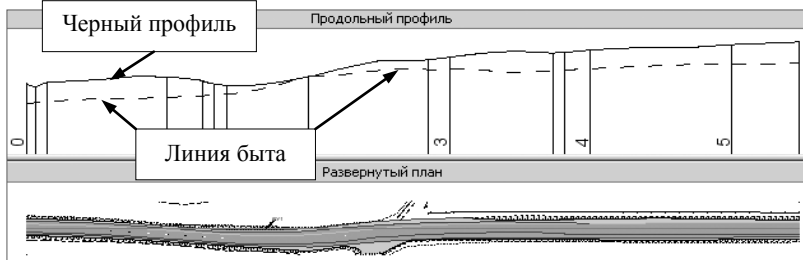 Продольный профиль
Черный профиль
Линия быта
0
3
4
5
Развернутый план